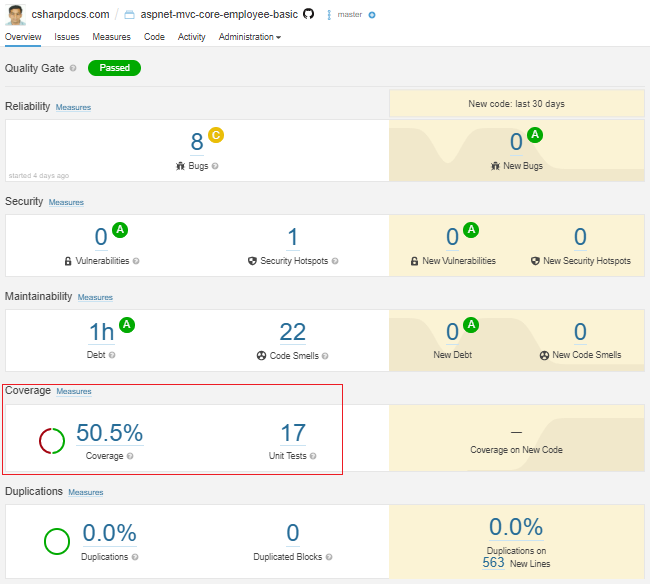 csharpdocs.com / aspnet-mvc-core-employee-basic master
Overview Issues Measures Code Activity Administration
Quality Gate Passed
Reliability Measures
New code: last 30 days
8 C
Bugs
started 4 days ago
0 A
New Bugs
Security Measures
0 A 1 0 A 0
Vulnerabilities Security Hotspots New Vulnerabilities New Security Hotspots
Maintainability Measures
1h A 22 0 A 0
Debt Code Smells New Debt New Code Smells
Coverage Measures
50.5% 17 —
Coverage Unit Tests Coverage on New Code
Duplications Measures
0.0% 0 0.0%
Duplications Duplicated Blocks Duplications on
563 New Lines